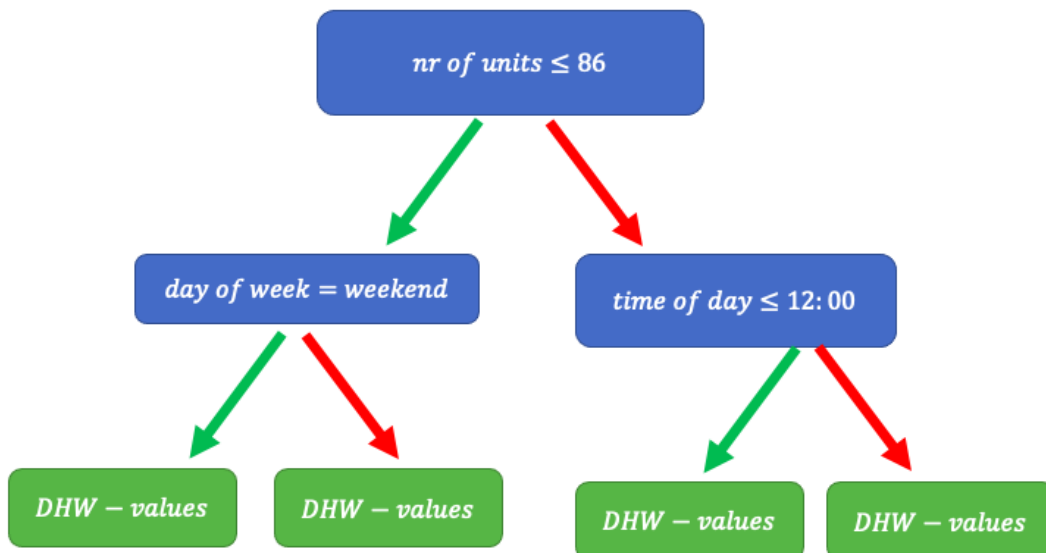 nr of units ≤ 86
day of week = weekend
time of day ≤ 12: 00
DHW − values
DHW − values
DHW − values
DHW − values